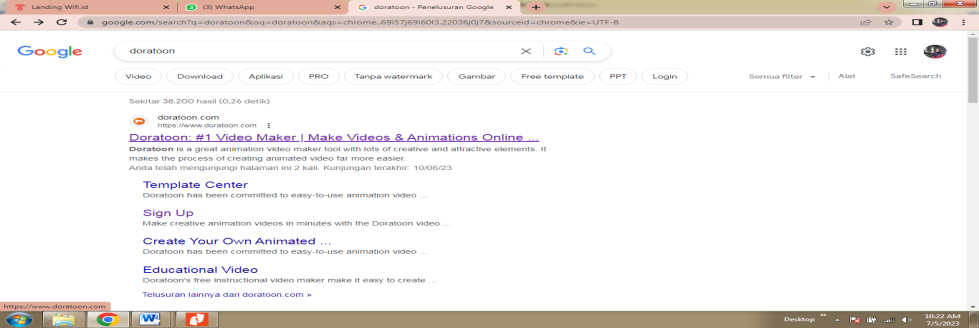 Landing Wifi.id
(3) WhatsApp
doratoon - Penelusuran Google
google.com/search?q=doratoon&oq=doratoon&aqs=chrome..69i57j69i60l3.22036j0j7&sourceid=chrome&ie=UTF-8
Google
doratoon
Video
Download
Aplikasi
PRO
Tanpa watermark
Gambar
Free template
PPT
Login
Semua filter
Alat
SafeSearch
Sekitar 38.200 hasil (0,26 detik)
doratoon.com
https://www.doratoon.com
Doratoon: #1 Video Maker | Make Videos & Animations Online ...
Doratoon is a great animation video maker tool with lots of creative and attractive elements. It
makes the process of creating animated video far more easier.
Anda telah mengunjungi halaman ini 2 kali. Kunjungan terakhir: 10/06/23
Template Center
Doratoon has been committed to easy-to-use animation video ...
Sign Up
Make creative animation videos in minutes with the Doratoon video ...
Create Your Own Animated ...
Doratoon has been committed to easy-to-use animation video ...
Educational Video
Doratoon's free instructional video maker make it easy to create ...
Telusuran lainnya dari doratoon.com »
https://www.doratoon.com
Desktop
10:22 AM
7/5/2023